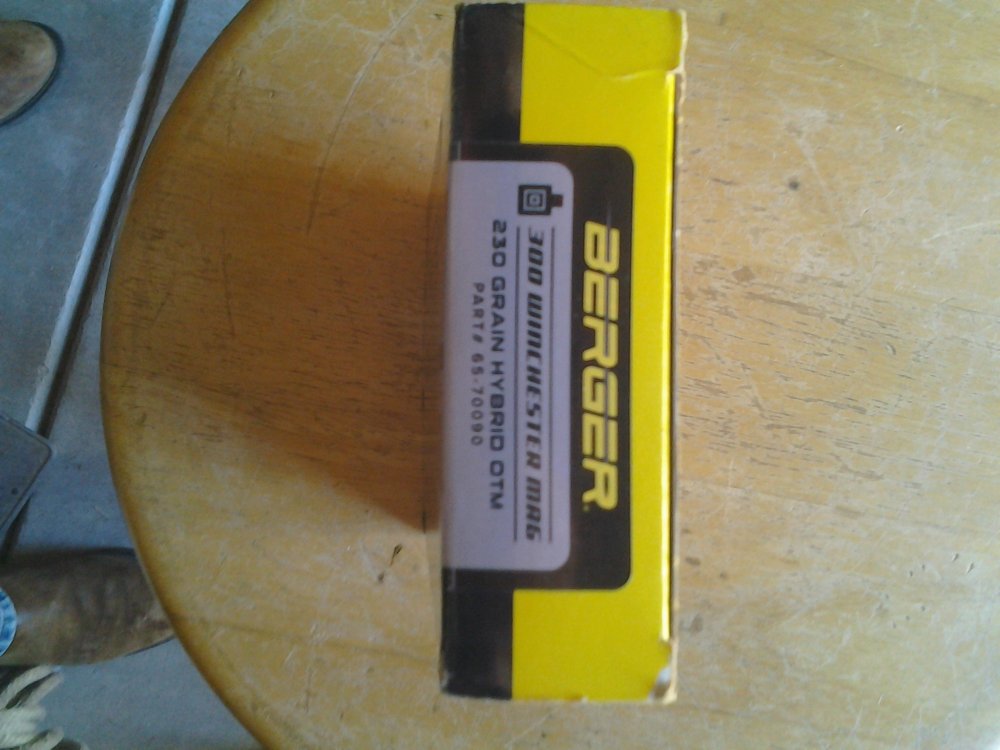 BERGER
300 WINCHESTER MAG
230 GRAIN HYBRID OTM
PART# 65-70090